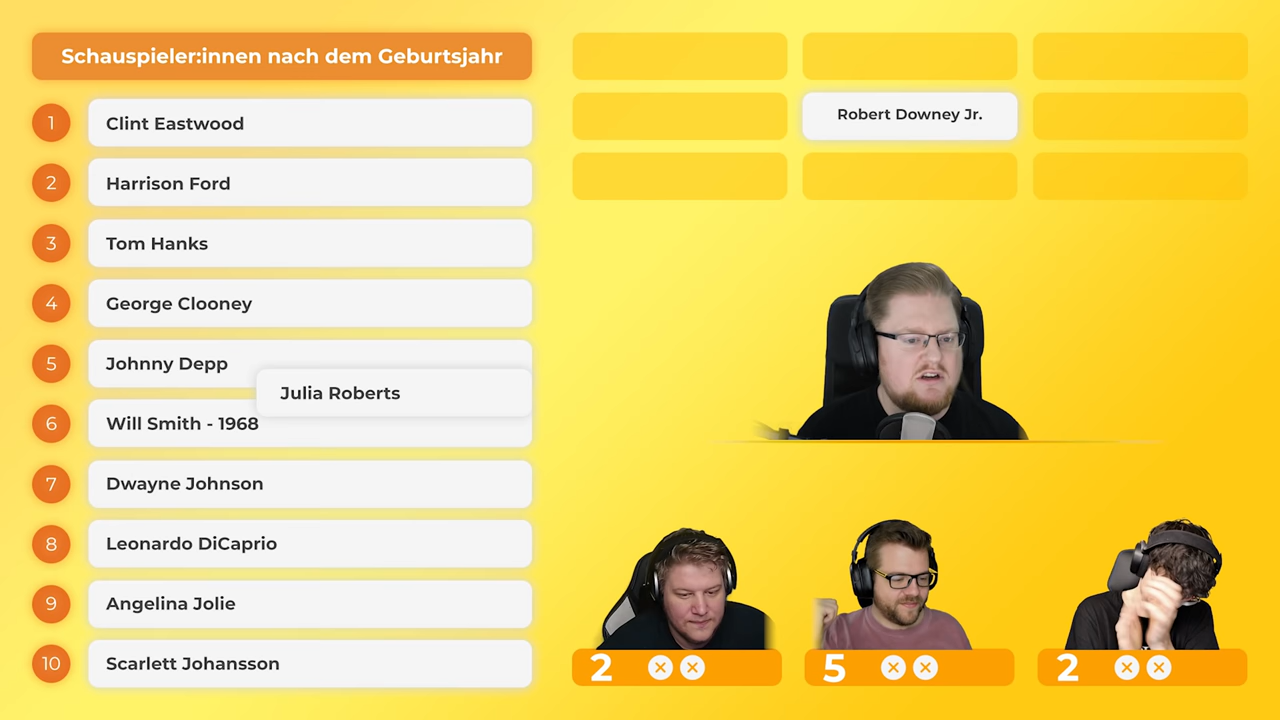 Schauspieler:innen nach dem Geburtsjahr
1 Clint Eastwood
2 Harrison Ford
3 Tom Hanks
4 George Clooney
5 Johnny Depp
Julia Roberts
6 Will Smith - 1968
7 Dwayne Johnson
8 Leonardo DiCaprio
9 Angelina Jolie
10 Scarlett Johansson
Robert Downey Jr.
2
5
2